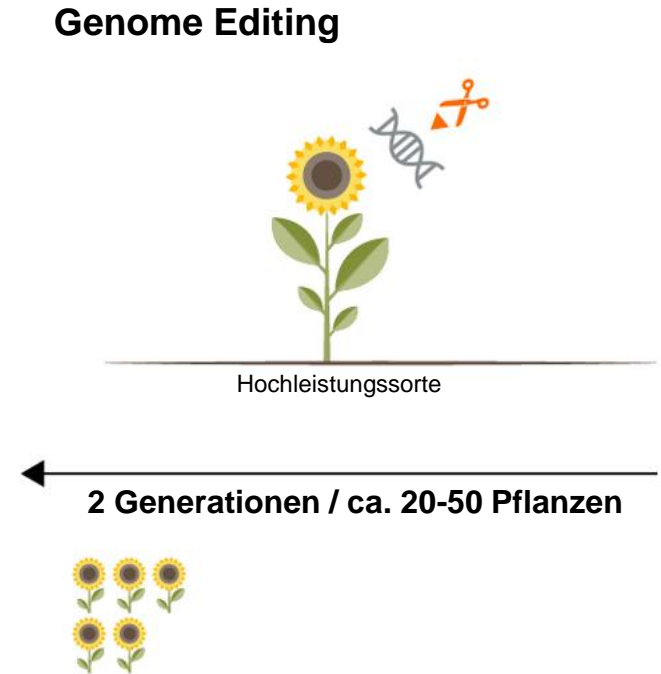 Genome Editing
Hochleistungssorte
2 Generationen / ca. 20-50 Pflanzen